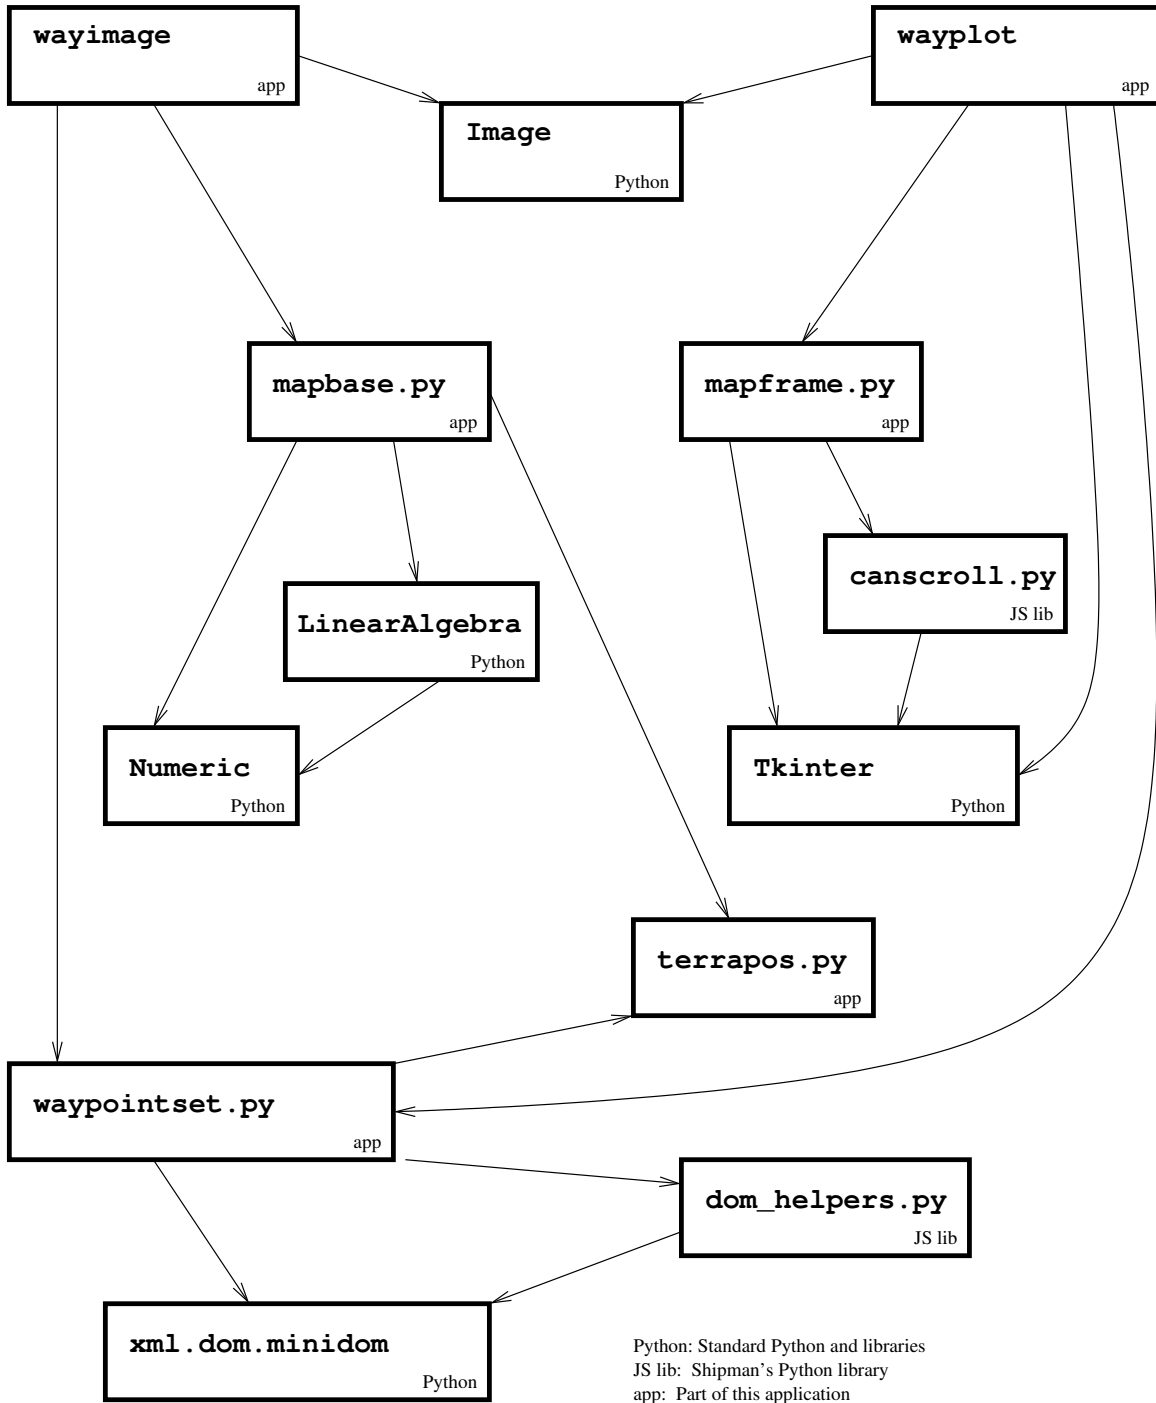 wayimage
app
wayplot
app
Image
Python
mapbase.py
app
mapframe.py
app
canscroll.py
JS lib
LinearAlgebra
Python
Numeric
Python
Tkinter
Python
terrapos.py
app
waypointset.py
app
dom_helpers.py
JS lib
xml.dom.minidom
Python
Python: Standard Python and libraries
JS lib: Shipman's Python library
app: Part of this application